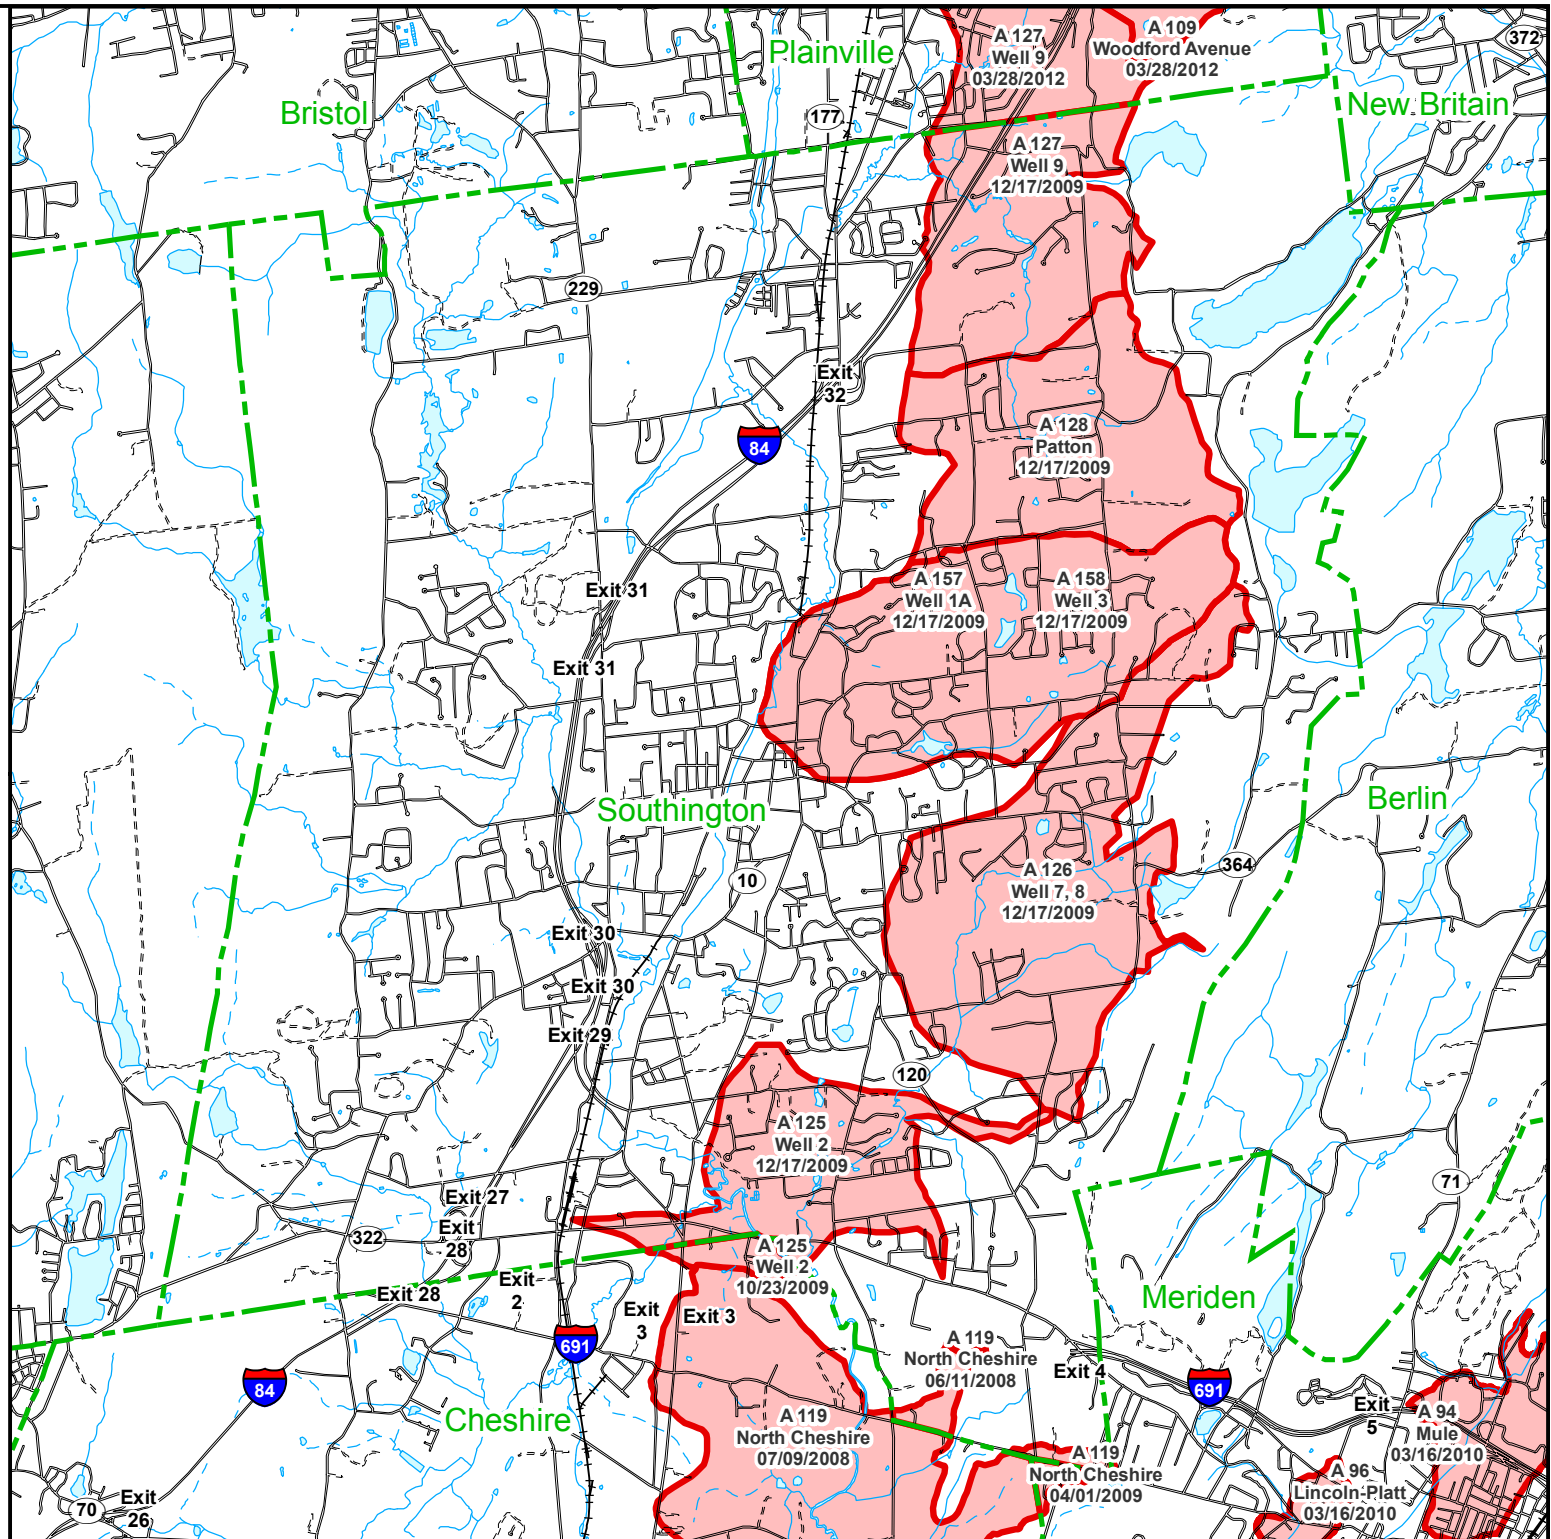 A 127
Well 9
03/28/2012
A 109
Woodford Avenue
03/28/2012
372
Plainville
Bristol
New Britain
177
A 127
Well 9
12/17/2009
229
Exit
32
84
A 128
Patton
12/17/2009
Exit 31
A 157
Well 1A
12/17/2009
A 158
Well 3
12/17/2009
Exit 31
Southington
Berlin
10
364
A 126
Well 7, 8
12/17/2009
Exit 30
Exit 30
Exit 29
120
A 125
Well 2
12/17/2009
71
Exit 27
Exit
28
322
A 125
Well 2
10/23/2009
Exit 28
Exit
2
Exit
3
Exit 3
Meriden
691
A 119
North Cheshire
06/11/2008
Exit 4
84
691
Exit
5
Cheshire
A 119
North Cheshire
07/09/2008
A 94
Mule
03/16/2010
A 119
North Cheshire
04/01/2009
A 96
Lincoln-Platt
03/16/2010
70
Exit
26